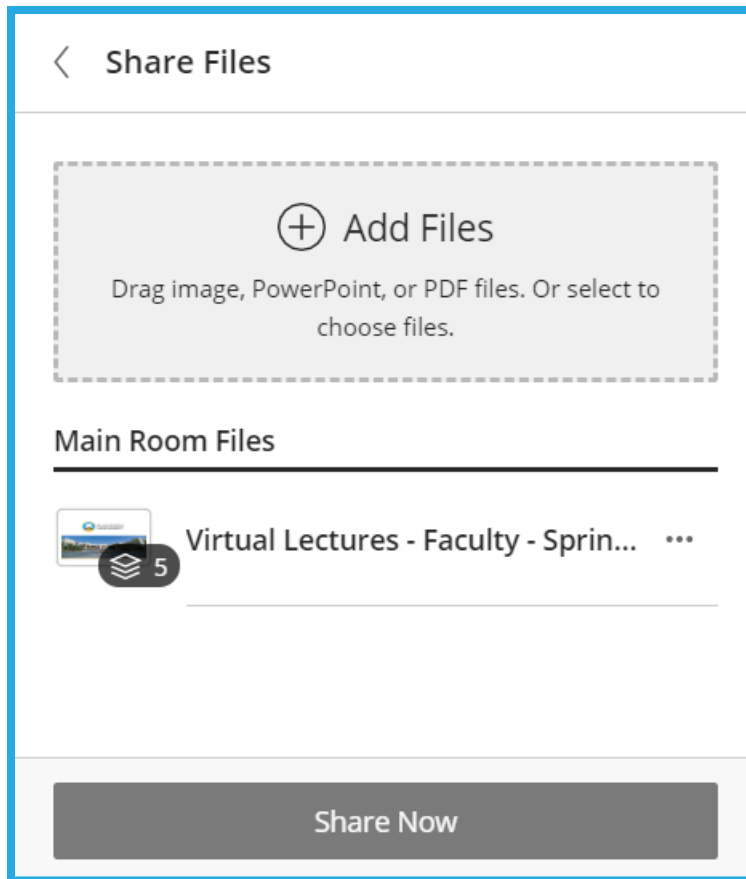 Share Files
Add Files
Drag image, PowerPoint, or PDF files. Or select to
choose files.
Main Room Files
Virtual Lectures - Faculty - Sprin...
5
Share Now